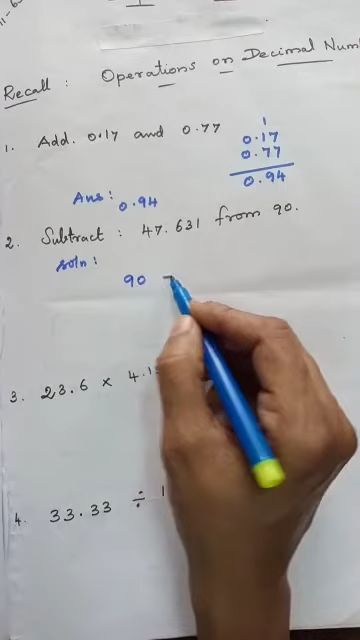 Recall : Operations on Decimal Num
1. Add. 0.17 and 0.77
1
0.17
0.77
0.94
Ans: 0.94
2. Subtract : 47.631 from 90.
soln:
90 -
3. 23.6 × 4.1
4. 33.33 ÷ 1